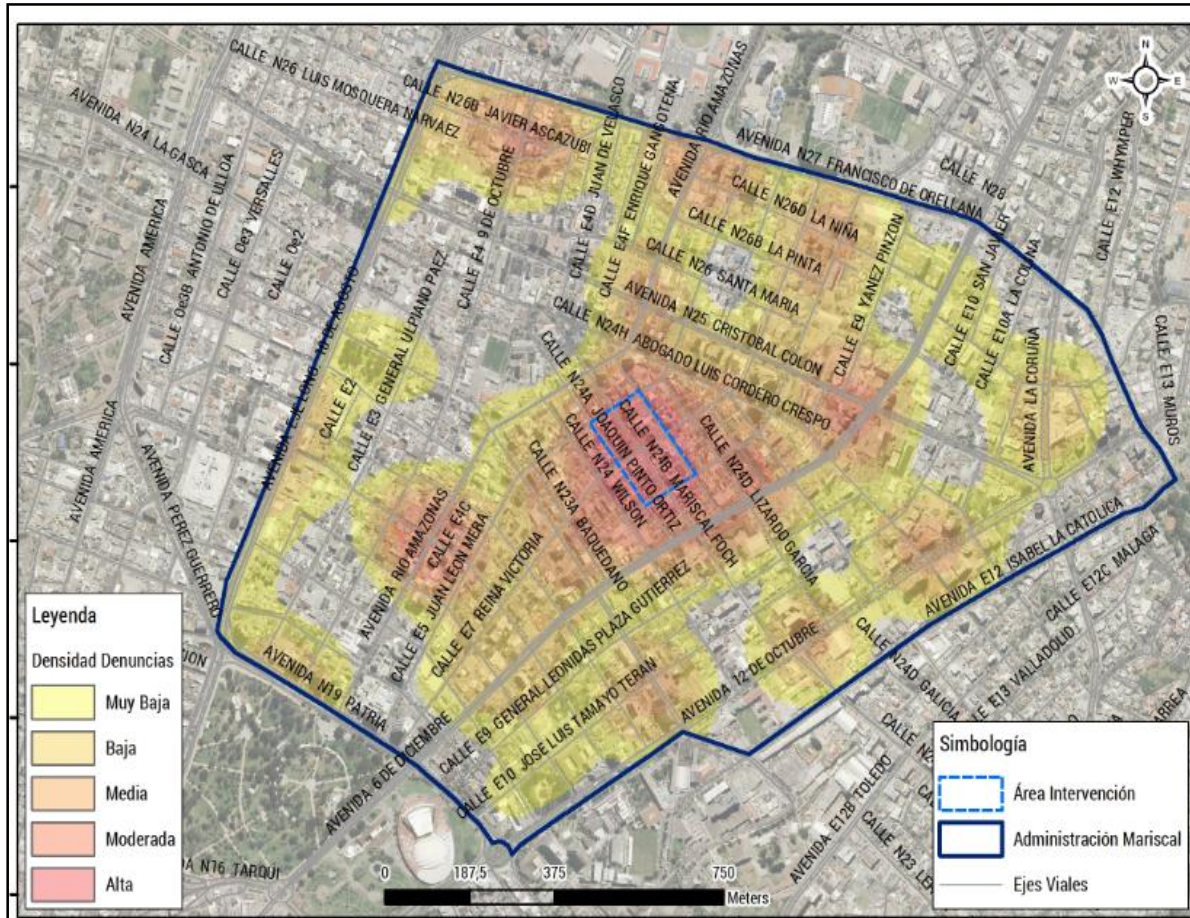 N
W E
S
CALLE N26 LUIS MOSQUERA NARVAEZ
CALLE N26B JAVIER ASCAZUBI
AVENIDA N24 LA GASCA
CALLE Oe3B ANTONIO DE ULLOA
CALLE Oe3 VERSALLES
CALLE Oe2
AVENIDA AMERICA
AVENIDA AMERICA
AVENIDA AMERICA
AVENIDA PEREZ GUERRERO
CALLE E4 9 DE OCTUBRE
CALLE E4D JUAN DE VELASCO
CALLE E4F ENRIQUE GANGOTENA
AVENIDA RIO AMAZONAS
AVENIDA N27 FRANCISCO DE ORELLANA
CALLE N28
CALLE E12 WHYMPER
CALLE N26D LA NIÑA
CALLE N26B LA PINTA
CALLE N26 SANTA MARIA
CALLE E9 YANEZ PINZON
CALLE E10 SAN JAVIER
CALLE E10A LA COLINA
AVENIDA N25 CRISTOBAL COLON
CALLE N24H ABOGADO LUIS CORDERO CRESPO
AVENIDA LA CORUÑA
CALLE E13 MUROS
CALLE E2
CALLE E3 GENERAL ULPIANO PAEZ
CALLE N24A JOAQUIN PINTO ORTIZ
CALLE N24B MARISCAL FOCH
CALLE N24 WILSON
CALLE N24D LIZARDO GARCIA
CALLE N23A BAQUEDANO
AVENIDA RIO AMAZONAS
CALLE E4C
CALLE E5 JUAN LEON MERA
CALLE E7 REINA VICTORIA
CALLE E9 GENERAL LEONIDAS PLAZA GUTIERREZ
CALLE E10 JOSE LUIS TAMAYO TERAN
AVENIDA 12 DE OCTUBRE
AVENIDA E12 ISABEL LA CATOLICA
CALLE E12C MALAGA
CALLE E13 VALLADOLID
CALLE N24D GALICIA
AVENIDA E12B TOLEDO
AVENIDA N19 PATRIA
AVENIDA 6 DE DICIEMBRE
Leyenda
Densidad Denuncias
Muy Baja
Baja
Media
Moderada
Alta
0 187,5 375 750
Meters
Simbología
Área Intervención
Administración Mariscal
Ejes Viales